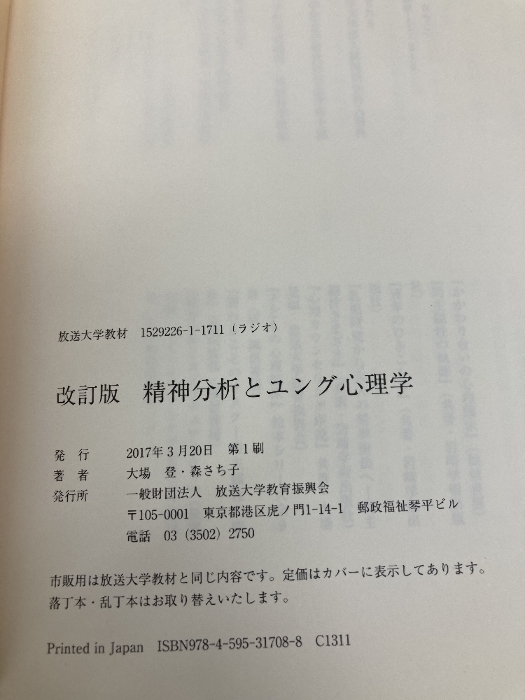 放送大学教材 1529226-1-1711（ラジオ）
改訂版 精神分析とユング心理学
発 行 2017年3月20日 第1刷
著 者 大場 登・森さち子
発行所 一般財団法人 放送大学教育振興会
〒105-0001 東京都港区虎ノ門1-14-1 郵政福祉琴平ビル
電話 03（3502）2750
市販用は放送大学教材と同じ内容です。定価はカバーに表示してあります。
落丁本・乱丁本はお取り替えいたします。
Printed in Japan ISBN978-4-595-31708-8 C1311